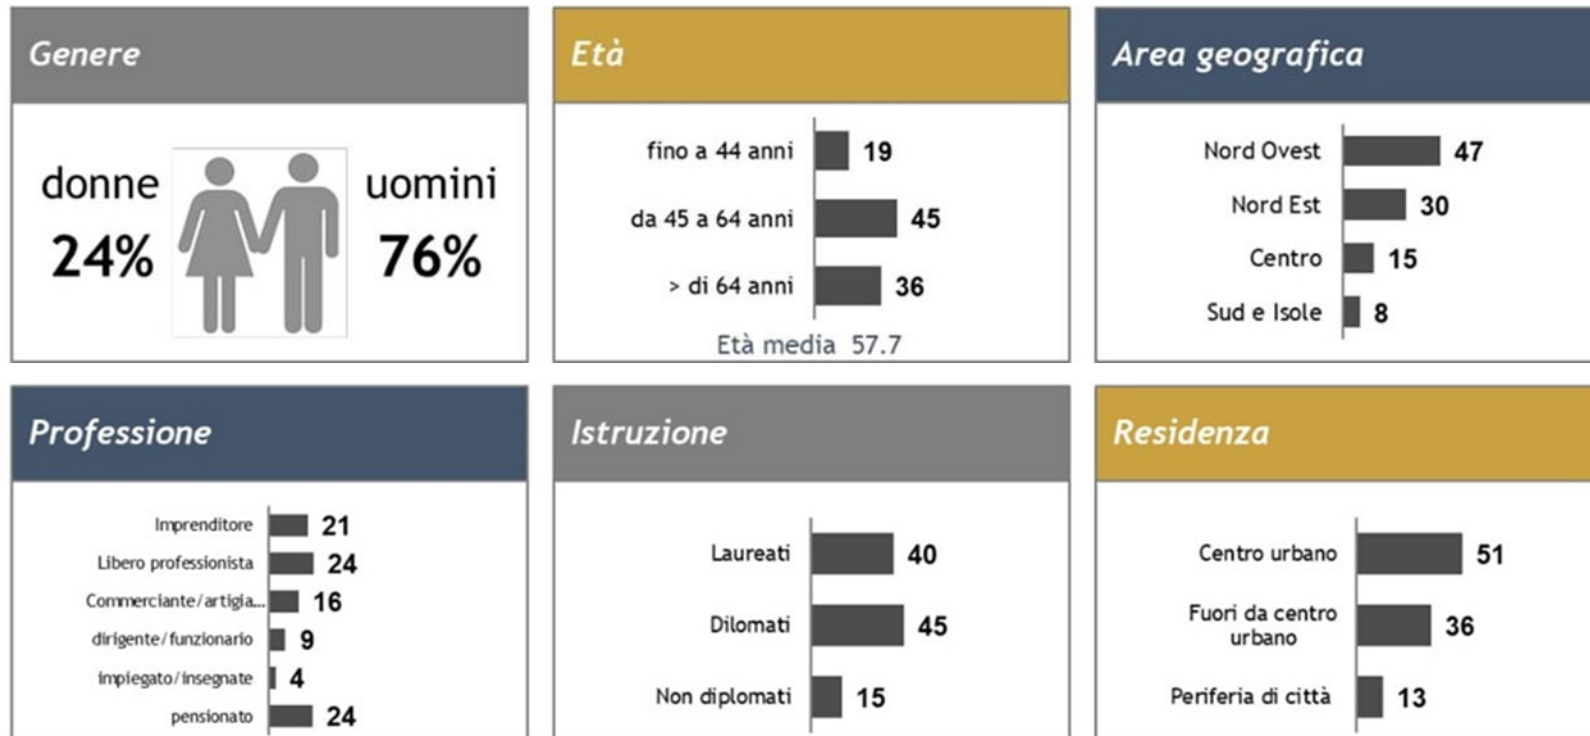 Genere
donne
24%
uomini
76%
Età
fino a 44 anni 19
da 45 a 64 anni 45
> di 64 anni 36
Età media 57.7
Area geografica
Nord Ovest 47
Nord Est 30
Centro 15
Sud e Isole 8
Professione
Imprenditore 21
Libero professionista 24
Commerciante/artigia... 16
dirigente/funzionario 9
impiegato/insegnate 4
pensionato 24
Istruzione
Laureati 40
Dilomati 45
Non diplomati 15
Residenza
Centro urbano 51
Fuori da centro
urbano 36
Periferia di città 13